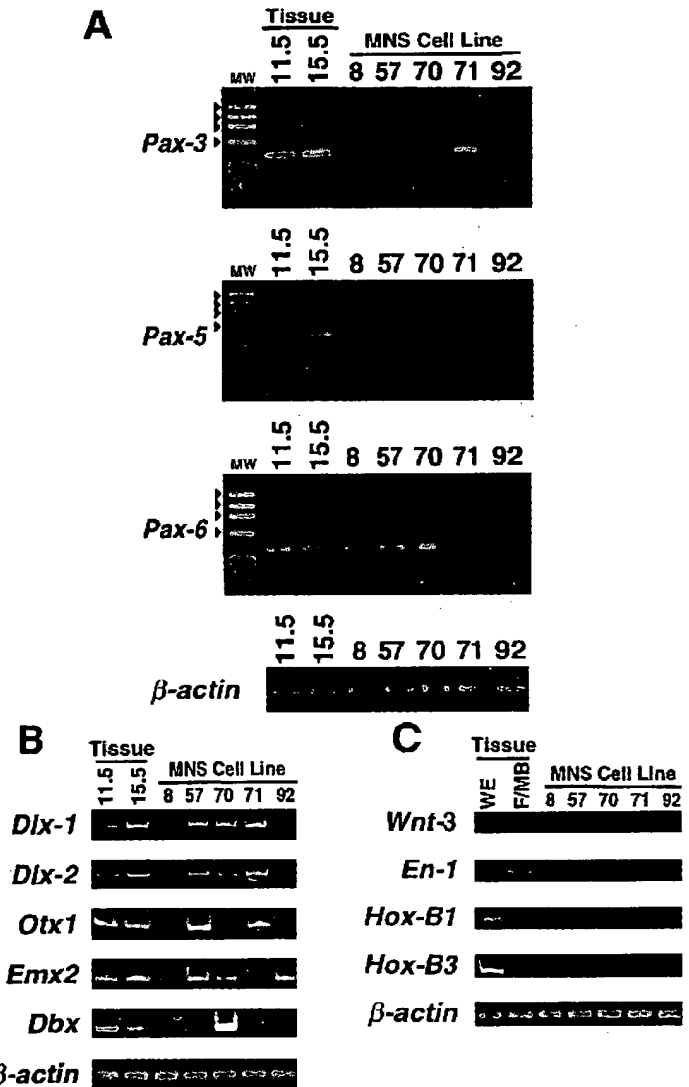 A
Tissue
MNS Cell Line
MW 11.5 15.5 8 57 70 71 92
Pax-3
MW 11.5 15.5 8 57 70 71 92
Pax-5
MW 11.5 15.5 8 57 70 71 92
Pax-6
11.5 15.5 8 57 70 71 92
β-actin
B
Tissue
MNS Cell Line
11.5 15.5 8 57 70 71 92
Dlx-1
Dlx-2
Otx1
Emx2
Dbx
β-actin
C
Tissue
MNS Cell Line
WE F/MB 8 57 70 71 92
Wnt-3
En-1
Hox-B1
Hox-B3
β-actin